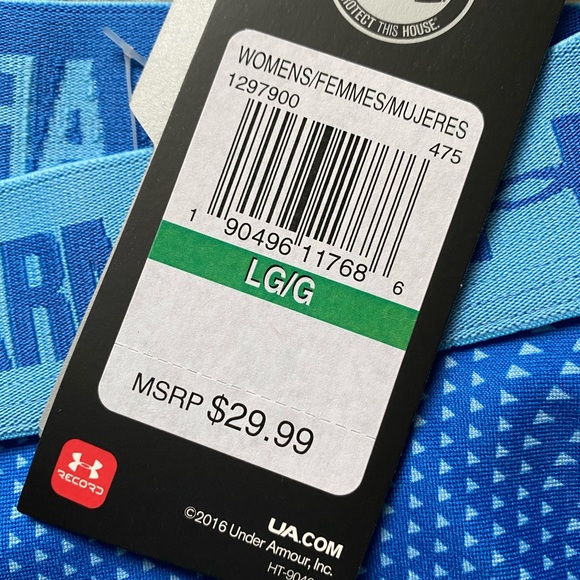 PROTECT THIS HOUSE.
WOMENS/FEMMES/MUJERES
1297900
475
1 90496 11768 6
LG/G
MSRP $29.99
RECORD
UA.COM
©2016 Under Armour, Inc.